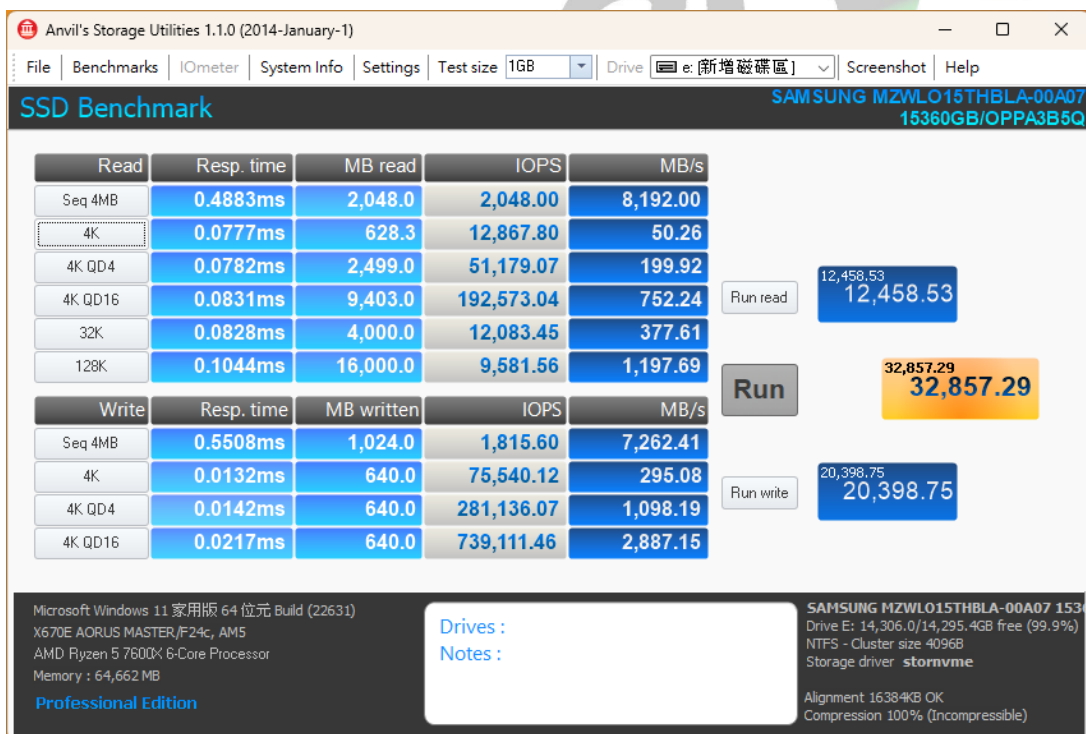 Anvil's Storage Utilities 1.1.0 (2014-January-1)
File Benchmarks IOmeter System Info Settings Test size 1GB Drive e: [新增磁碟區] Screenshot Help
SSD Benchmark
SAMSUNG MZWLO15THBLA-00A07
15360GB/OPPA3B5Q
Read Resp. time MB read IOPS MB/s
Seq 4MB 0.4883ms 2,048.0 2,048.00 8,192.00
4K 0.0777ms 628.3 12,867.80 50.26
4K QD4 0.0782ms 2,499.0 51,179.07 199.92
4K QD16 0.0831ms 9,403.0 192,573.04 752.24
32K 0.0828ms 4,000.0 12,083.45 377.61
128K 0.1044ms 16,000.0 9,581.56 1,197.69
Run read
12,458.53
12,458.53
Run
32,857.29
32,857.29
Write Resp. time MB written IOPS MB/s
Seq 4MB 0.5508ms 1,024.0 1,815.60 7,262.41
4K 0.0132ms 640.0 75,540.12 295.08
4K QD4 0.0142ms 640.0 281,136.07 1,098.19
4K QD16 0.0217ms 640.0 739,111.46 2,887.15
Run write
20,398.75
20,398.75
Microsoft Windows 11 家用版 64 位元 Build (22631)
X670E AORUS MASTER/F24c, AM5
AMD Ryzen 5 7600X 6-Core Processor
Memory : 64,662 MB
Professional Edition
Drives :
Notes :
SAMSUNG MZWLO15THBLA-00A07 153
Drive E: 14,306.0/14,295.4GB free (99.9%)
NTFS - Cluster size 4096B
Storage driver stornvme
Alignment 16384KB OK
Compression 100% (Incompressible)